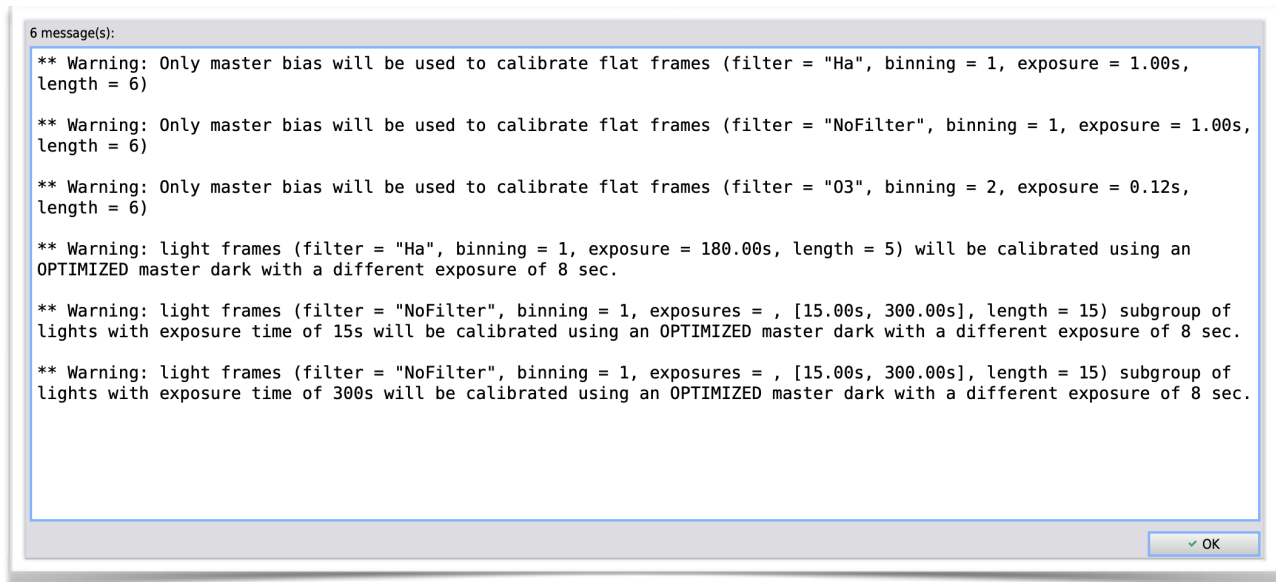 6 message(s):
** Warning: Only master bias will be used to calibrate flat frames (filter = "Ha", binning = 1, exposure = 1.00s,
length = 6)
** Warning: Only master bias will be used to calibrate flat frames (filter = "NoFilter", binning = 1, exposure = 1.00s,
length = 6)
** Warning: Only master bias will be used to calibrate flat frames (filter = "O3", binning = 2, exposure = 0.12s,
length = 6)
** Warning: light frames (filter = "Ha", binning = 1, exposure = 180.00s, length = 5) will be calibrated using an
OPTIMIZED master dark with a different exposure of 8 sec.
** Warning: light frames (filter = "NoFilter", binning = 1, exposures = , [15.00s, 300.00s], length = 15) subgroup of
lights with exposure time of 15s will be calibrated using an OPTIMIZED master dark with a different exposure of 8 sec.
** Warning: light frames (filter = "NoFilter", binning = 1, exposures = , [15.00s, 300.00s], length = 15) subgroup of
lights with exposure time of 300s will be calibrated using an OPTIMIZED master dark with a different exposure of 8 sec.
OK